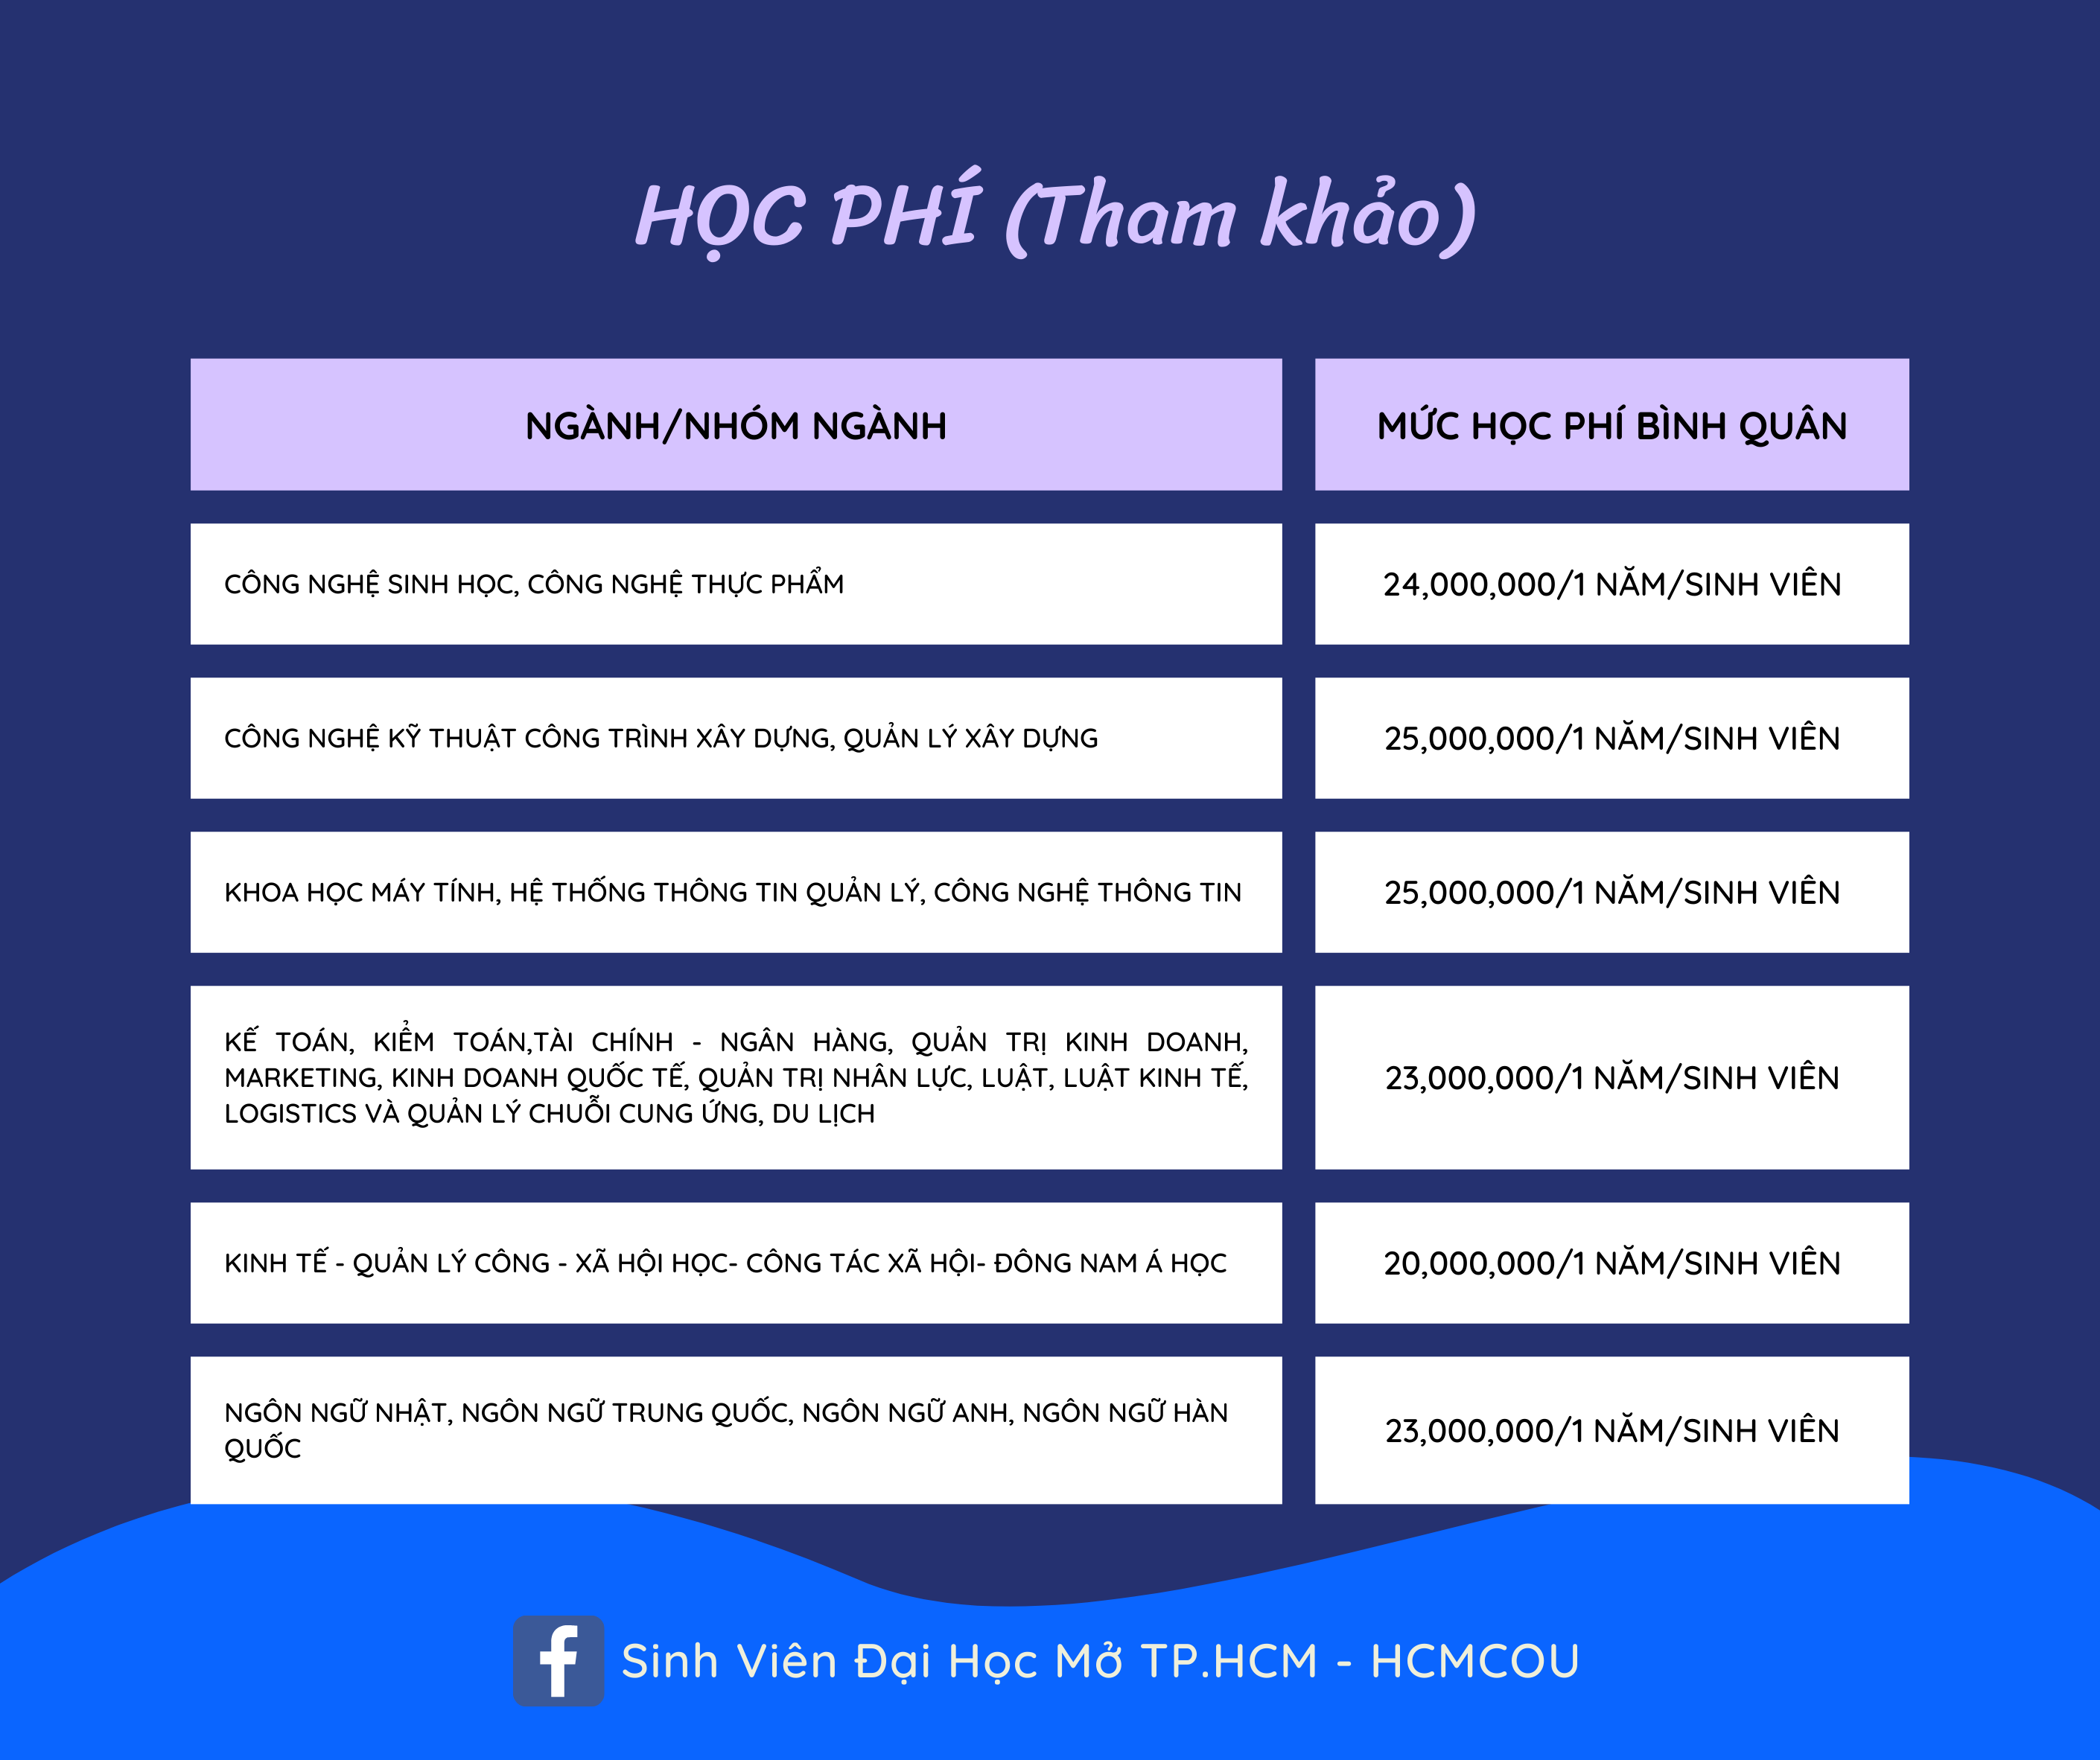 HỌC PHÍ (Tham khảo)
NGÀNH/NHÓM NGÀNH
MỨC HỌC PHÍ BÌNH QUÂN
CÔNG NGHỆ SINH HỌC, CÔNG NGHỆ THỰC PHẨM
24,000,000/1 NĂM/SINH VIÊN
CÔNG NGHỆ KỸ THUẬT CÔNG TRÌNH XÂY DỰNG, QUẢN LÝ XÂY DỰNG
25,000,000/1 NĂM/SINH VIÊN
KHOA HỌC MÁY TÍNH, HỆ THỐNG THÔNG TIN QUẢN LÝ, CÔNG NGHỆ THÔNG TIN
25,000,000/1 NĂM/SINH VIÊN
KẾ TOÁN, KIỂM TOÁN,TÀI CHÍNH - NGÂN HÀNG, QUẢN TRỊ KINH DOANH,
MARKETING, KINH DOANH QUỐC TẾ, QUẢN TRỊ NHÂN LỰC, LUẬT, LUẬT KINH TẾ,
LOGISTICS VÀ QUẢN LÝ CHUỖI CUNG ỨNG, DU LỊCH
23,000,000/1 NĂM/SINH VIÊN
KINH TẾ - QUẢN LÝ CÔNG - XÃ HỘI HỌC- CÔNG TÁC XÃ HỘI- ĐÔNG NAM Á HỌC
20,000,000/1 NĂM/SINH VIÊN
NGÔN NGỮ NHẬT, NGÔN NGỮ TRUNG QUỐC, NGÔN NGỮ ANH, NGÔN NGỮ HÀN
QUỐC
23,000,000/1 NĂM/SINH VIÊN
Sinh Viên Đại Học Mở TP.HCM - HCMCOU